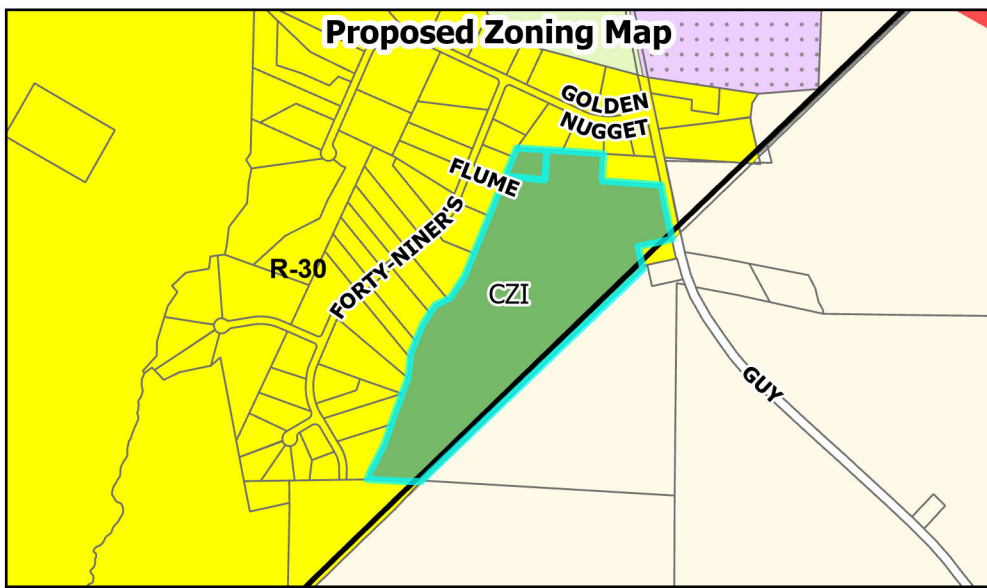 Proposed Zoning Map
GOLDEN
NUGGET
FLUME
FORTY-NINER'S
R-30
CZI
GUY